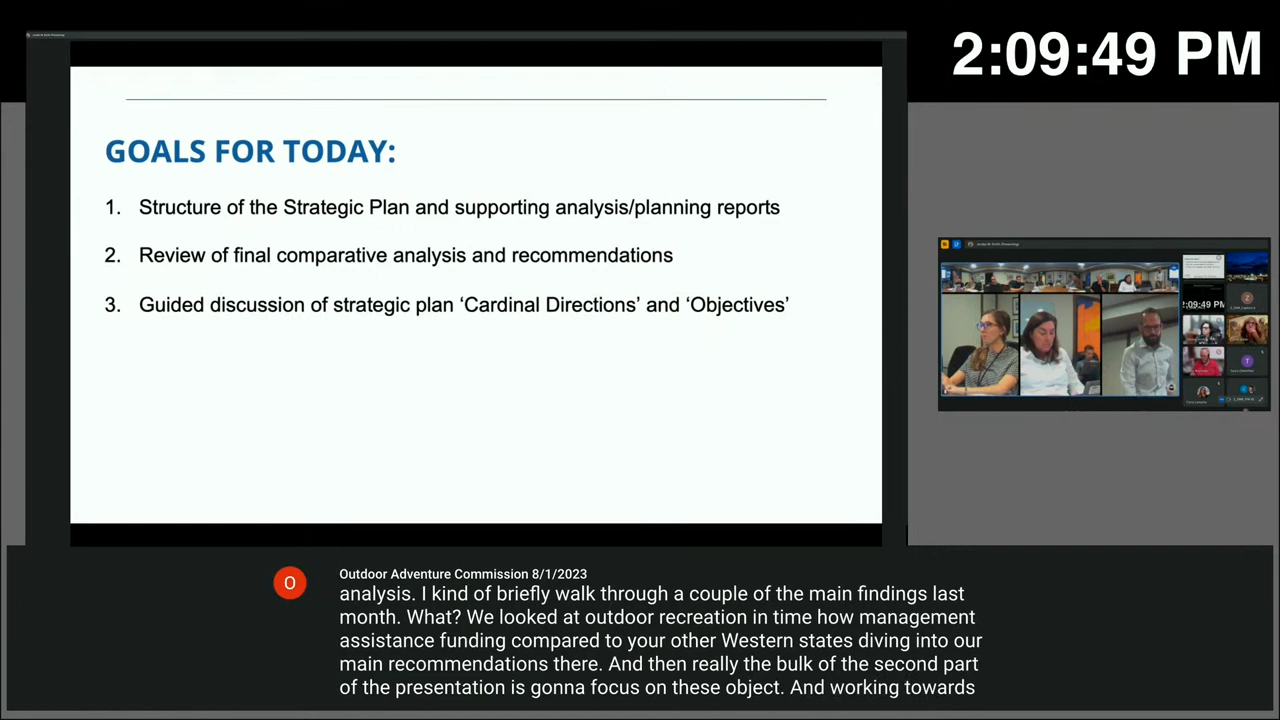 2:09:49 PM
GOALS FOR TODAY:
1. Structure of the Strategic Plan and supporting analysis/planning reports
2. Review of final comparative analysis and recommendations
3. Guided discussion of strategic plan ‘Cardinal Directions’ and ‘Objectives’
:09:49 PM
O
Outdoor Adventure Commission 8/1/2023
analysis. I kind of briefly walk through a couple of the main findings last
month. What? We looked at outdoor recreation in time how management
assistance funding compared to your other Western states diving into our
main recommendations there. And then really the bulk of the second part
of the presentation is gonna focus on these object. And working towards